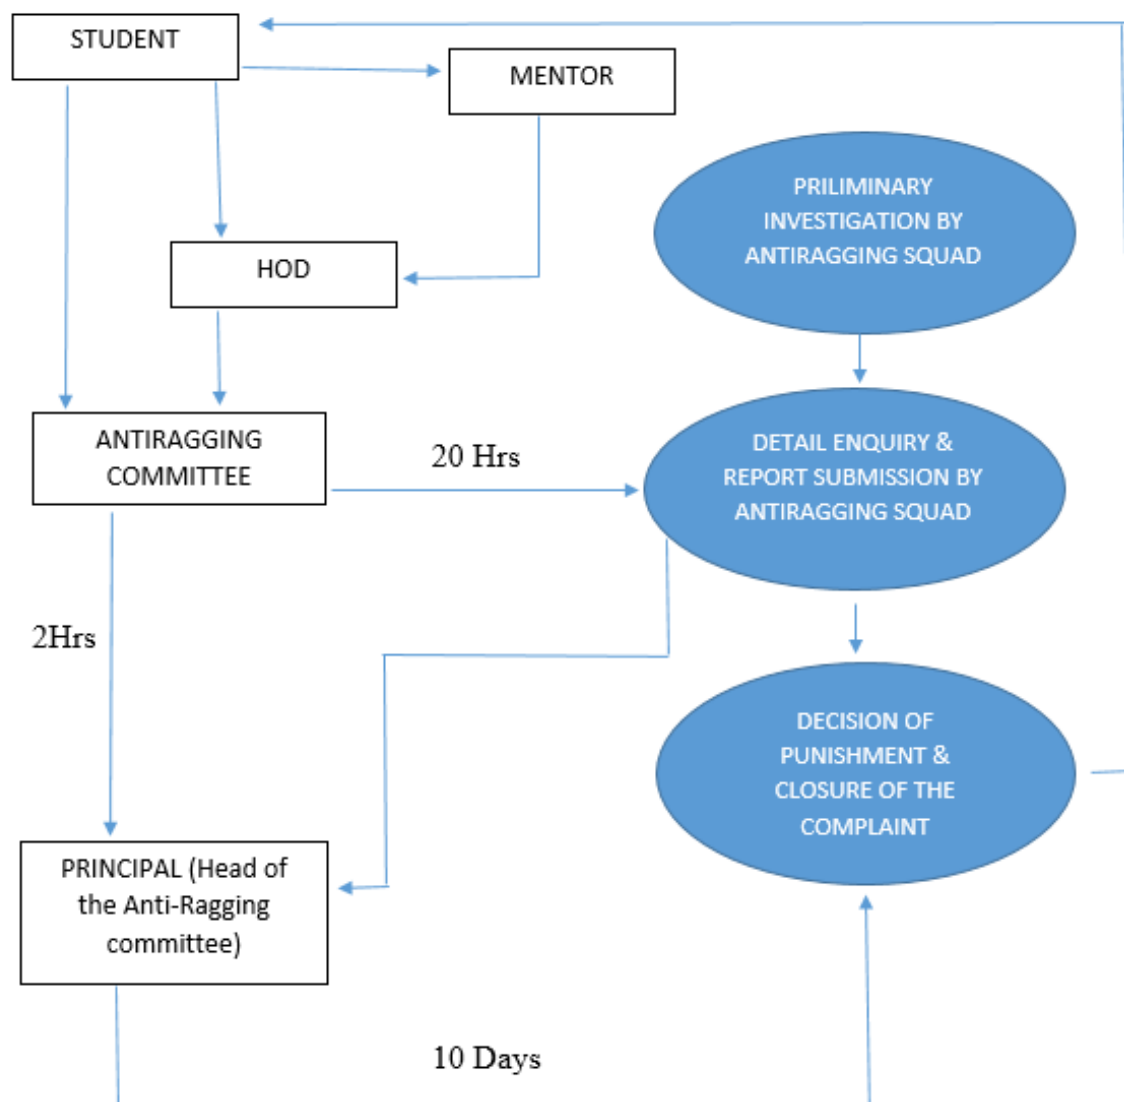 STUDENT
MENTOR
PRILIMINARY
INVESTIGATION BY
ANTIRAGGING SQUAD
HOD
ANTIRAGGING
COMMITTEE
20 Hrs
DETAIL ENQUIRY &
REPORT SUBMISSION BY
ANTIRAGGING SQUAD
2Hrs
DECISION OF
PUNISHMENT &
CLOSURE OF THE
COMPLAINT
PRINCIPAL (Head of
the Anti-Ragging
committee)
10 Days